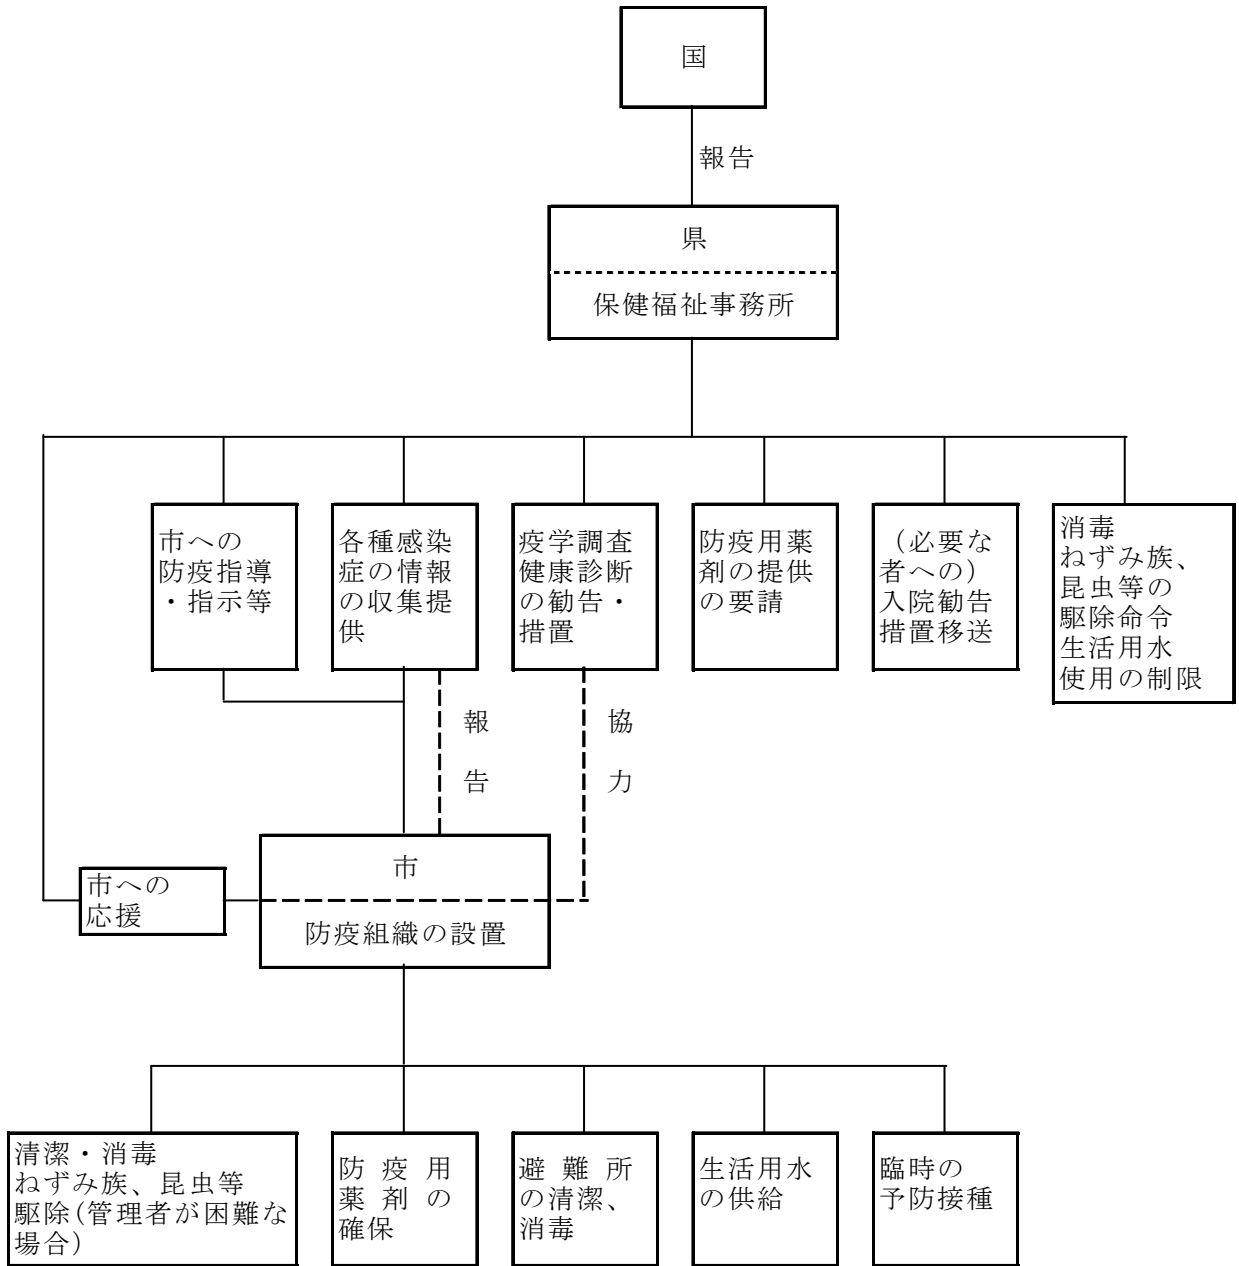 国
報告
県
保健福祉事務所
市への
防疫指導
・指示等
各種感染
症の情報
の収集提
供
疫学調査
健康診断
の勧告・
措置
防疫用薬
剤の提供
の要請
（必要な
者への）
入院勧告
措置移送
消毒
ねずみ族、
昆虫等の
駆除命令
生活用水
使用の制限
報
告
協
力
市への
応援
市
防疫組織の設置
清潔・消毒
ねずみ族、昆虫等
駆除(管理者が困難な
場合)
防疫用
薬剤の
確保
避難所
の清潔、
消毒
生活用水
の供給
臨時の
予防接種